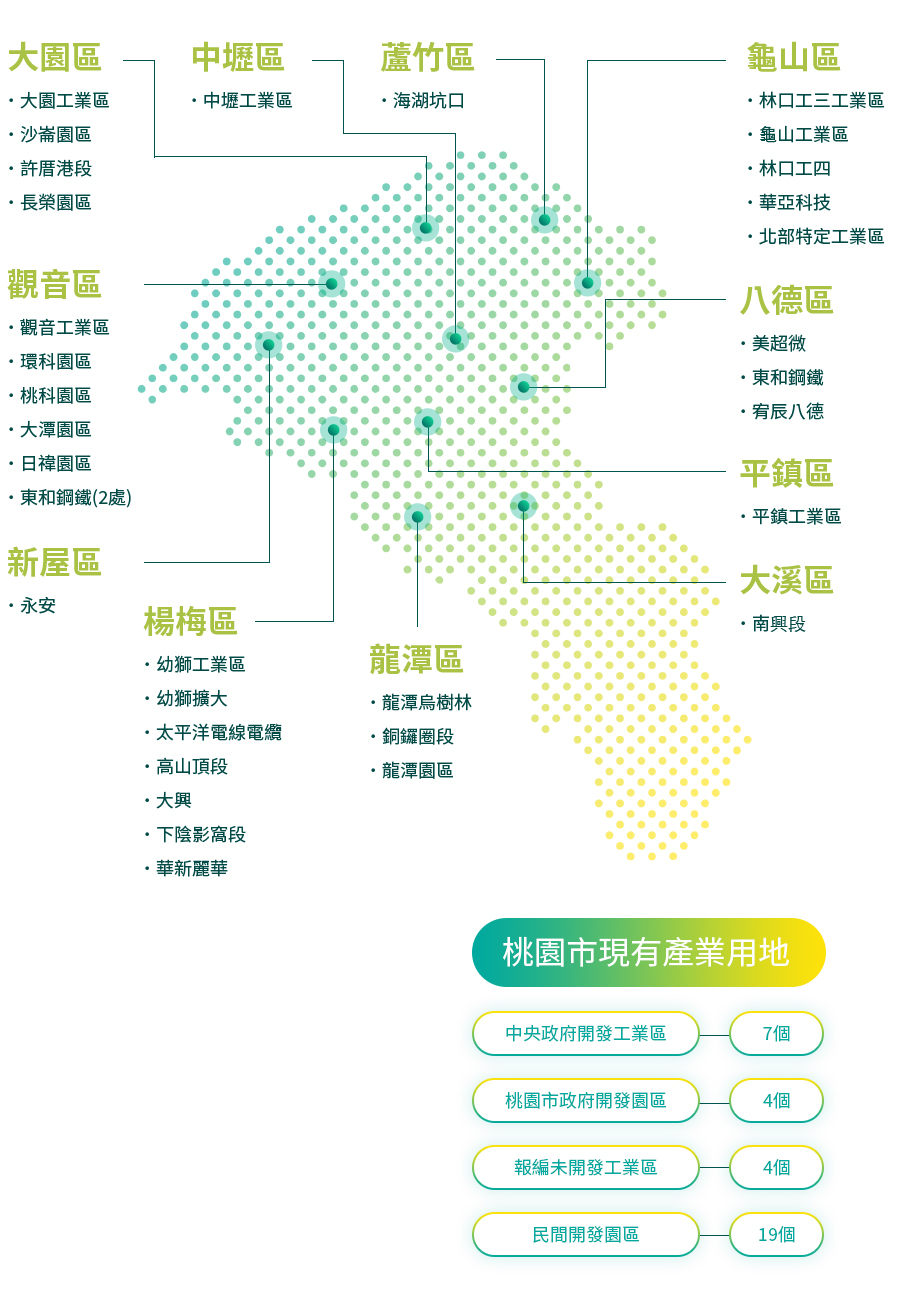 大園區
・大園工業區
・沙崙園區
・許厝港段
・長榮園區
中壢區
・中壢工業區
蘆竹區
・海湖坑口
龜山區
・林口工三工業區
・龜山工業區
・林口工四
・華亞科技
・北部特定工業區
觀音區
・觀音工業區
・環科園區
・桃科園區
・大潭園區
・日禕園區
・東和鋼鐵(2處)
八德區
・美超微
・東和鋼鐵
・宥辰八德
平鎮區
・平鎮工業區
新屋區
・永安
大溪區
・南興段
楊梅區
・幼獅工業區
・幼獅擴大
・太平洋電線電纜
・高山頂段
・大興
・下陰影窩段
・華新麗華
龍潭區
・龍潭烏樹林
・銅鑼圈段
・龍潭園區
桃園市現有產業用地
中央政府開發工業區 7個
桃園市政府開發園區 4個
報編未開發工業區 4個
民間開發園區 19個